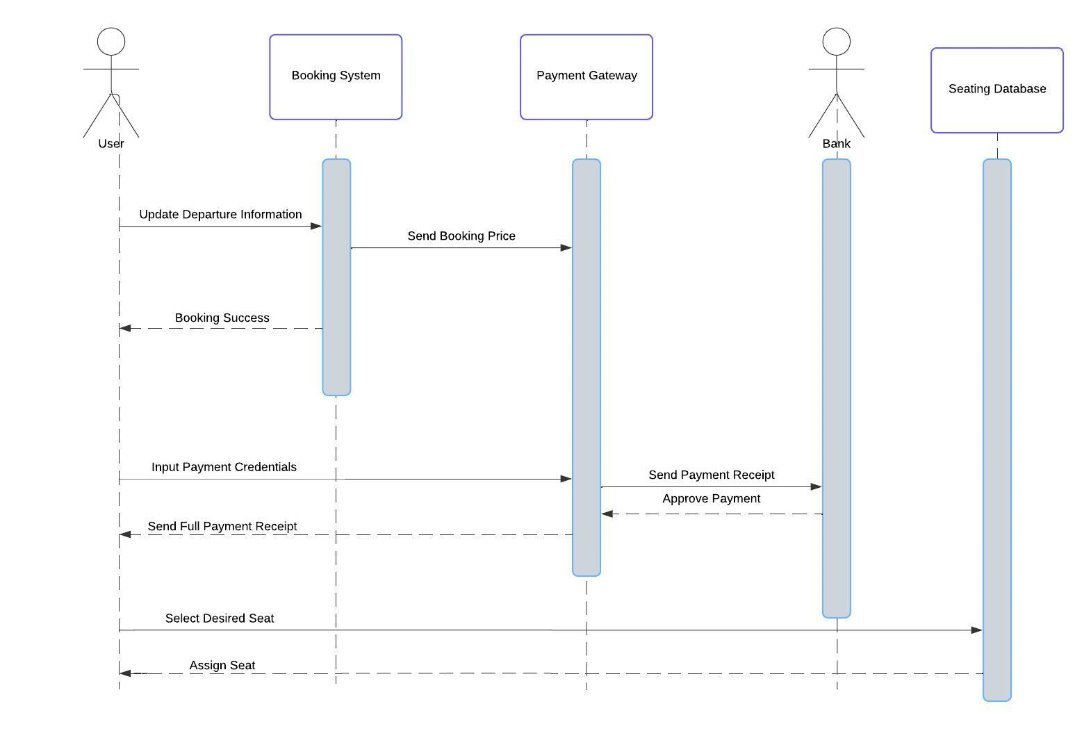 Booking System
Payment Gateway
Seating Database
User
Bank
Update Departure Information
Send Booking Price
Booking Success
Input Payment Credentials
Send Payment Receipt
Approve Payment
Send Full Payment Receipt
Select Desired Seat
Assign Seat